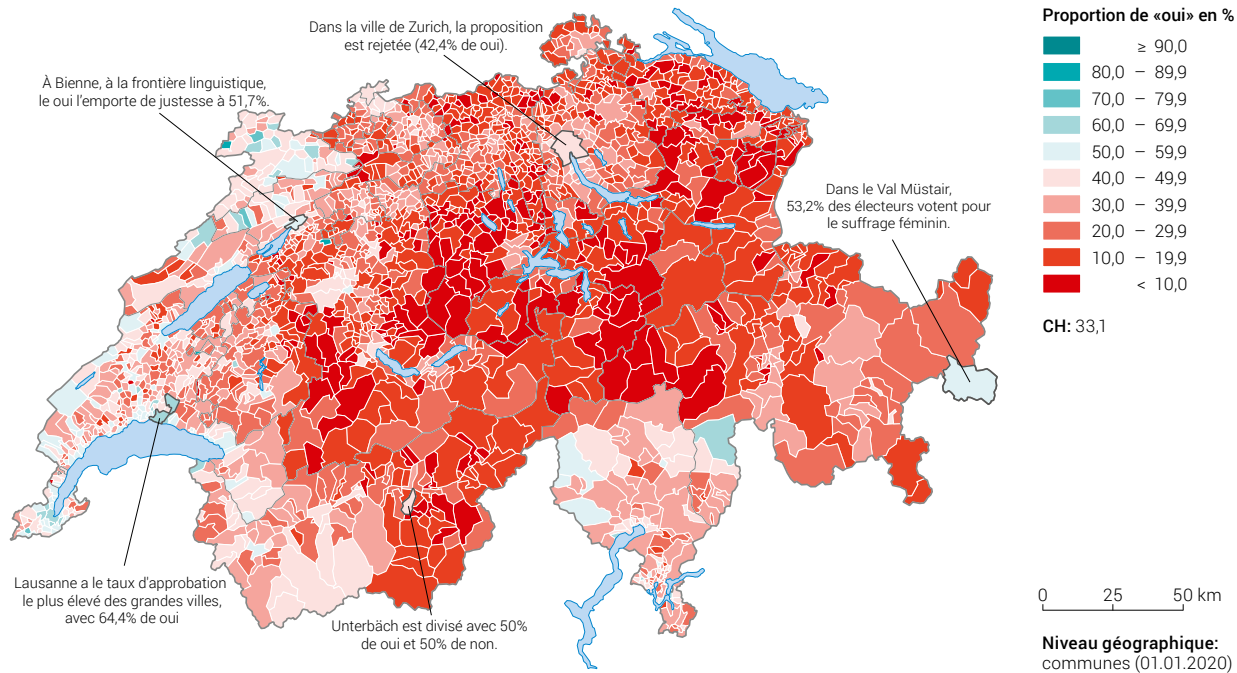 Dans la ville de Zurich, la proposition
est rejetée (42,4% de oui).
À Bienne, à la frontière linguistique,
le oui l'emporte de justesse à 51,7%.
Dans le Val Müstair,
53,2% des électeurs votent pour
le suffrage féminin.
Lausanne a le taux d'approbation
le plus élevé des grandes villes,
avec 64,4% de oui
Unterbäch est divisé avec 50%
de oui et 50% de non.
Proportion de «oui» en %
≥ 90,0
80,0 – 89,9
70,0 – 79,9
60,0 – 69,9
50,0 – 59,9
40,0 – 49,9
30,0 – 39,9
20,0 – 29,9
10,0 – 19,9
< 10,0
CH: 33,1
0 25 50 km
Niveau géographique:
communes (01.01.2020)